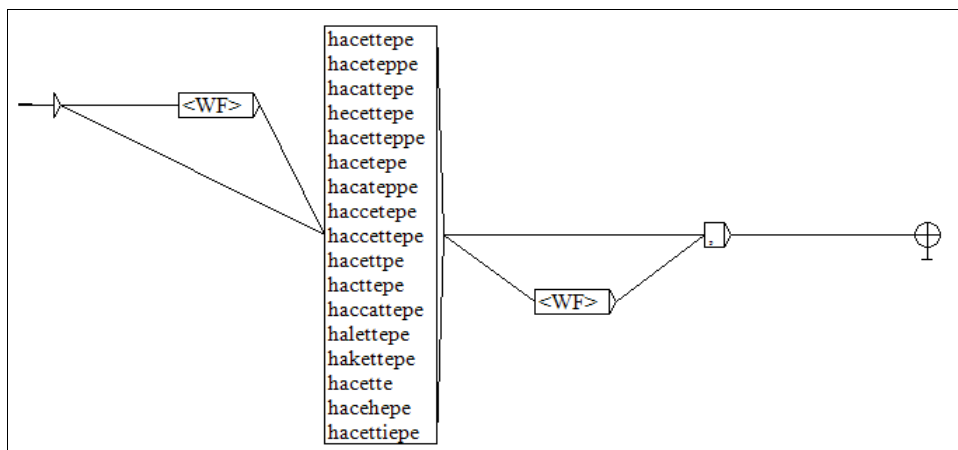 <WF>
hacettepe
haceteppe
hacattepe
hecettepe
hacetteppe
hacetepe
hacateppe
haccetepe
haccettepe
hacettpe
hacttepe
haccattepe
halettepe
hakettepe
hacette
hacehepe
hacettiepe
<WF>